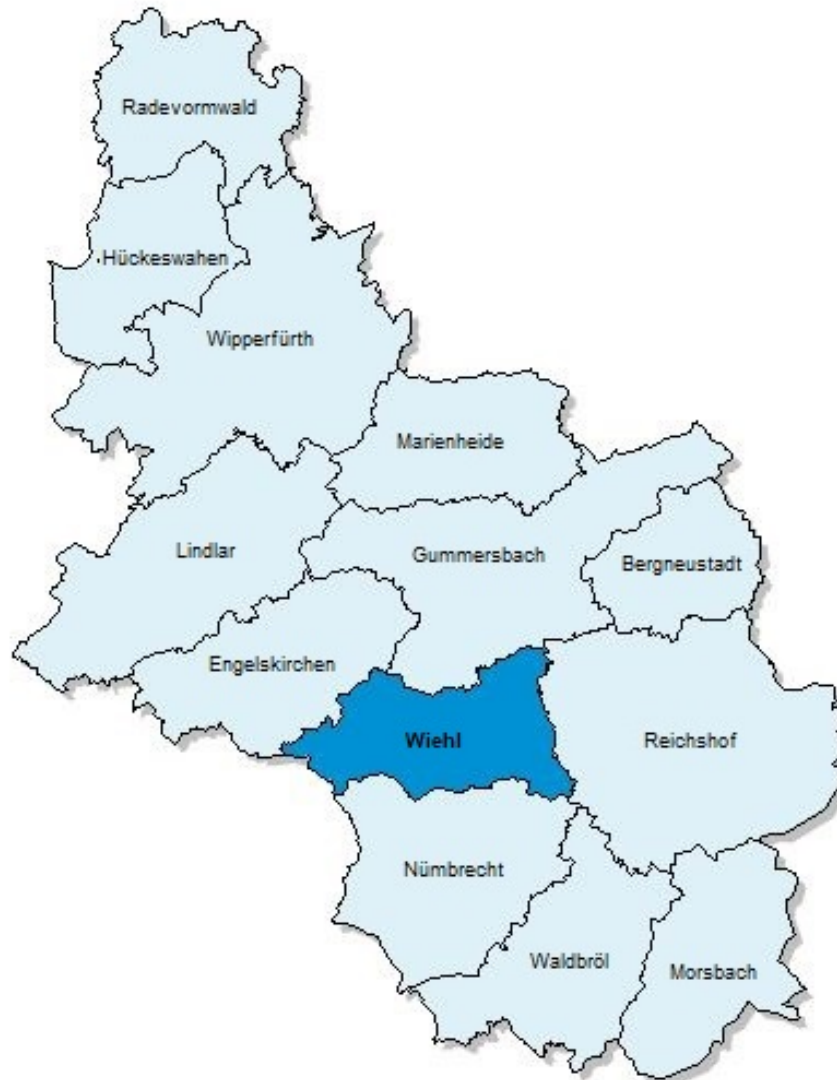 Radevormwald
Hückeswahen
Wipperfürth
Marienheide
Lindlar
Gummersbach
Bergneustadt
Engelskirchen
Wiehl
Reichshof
Nümbrecht
Waldbröl
Morsbach